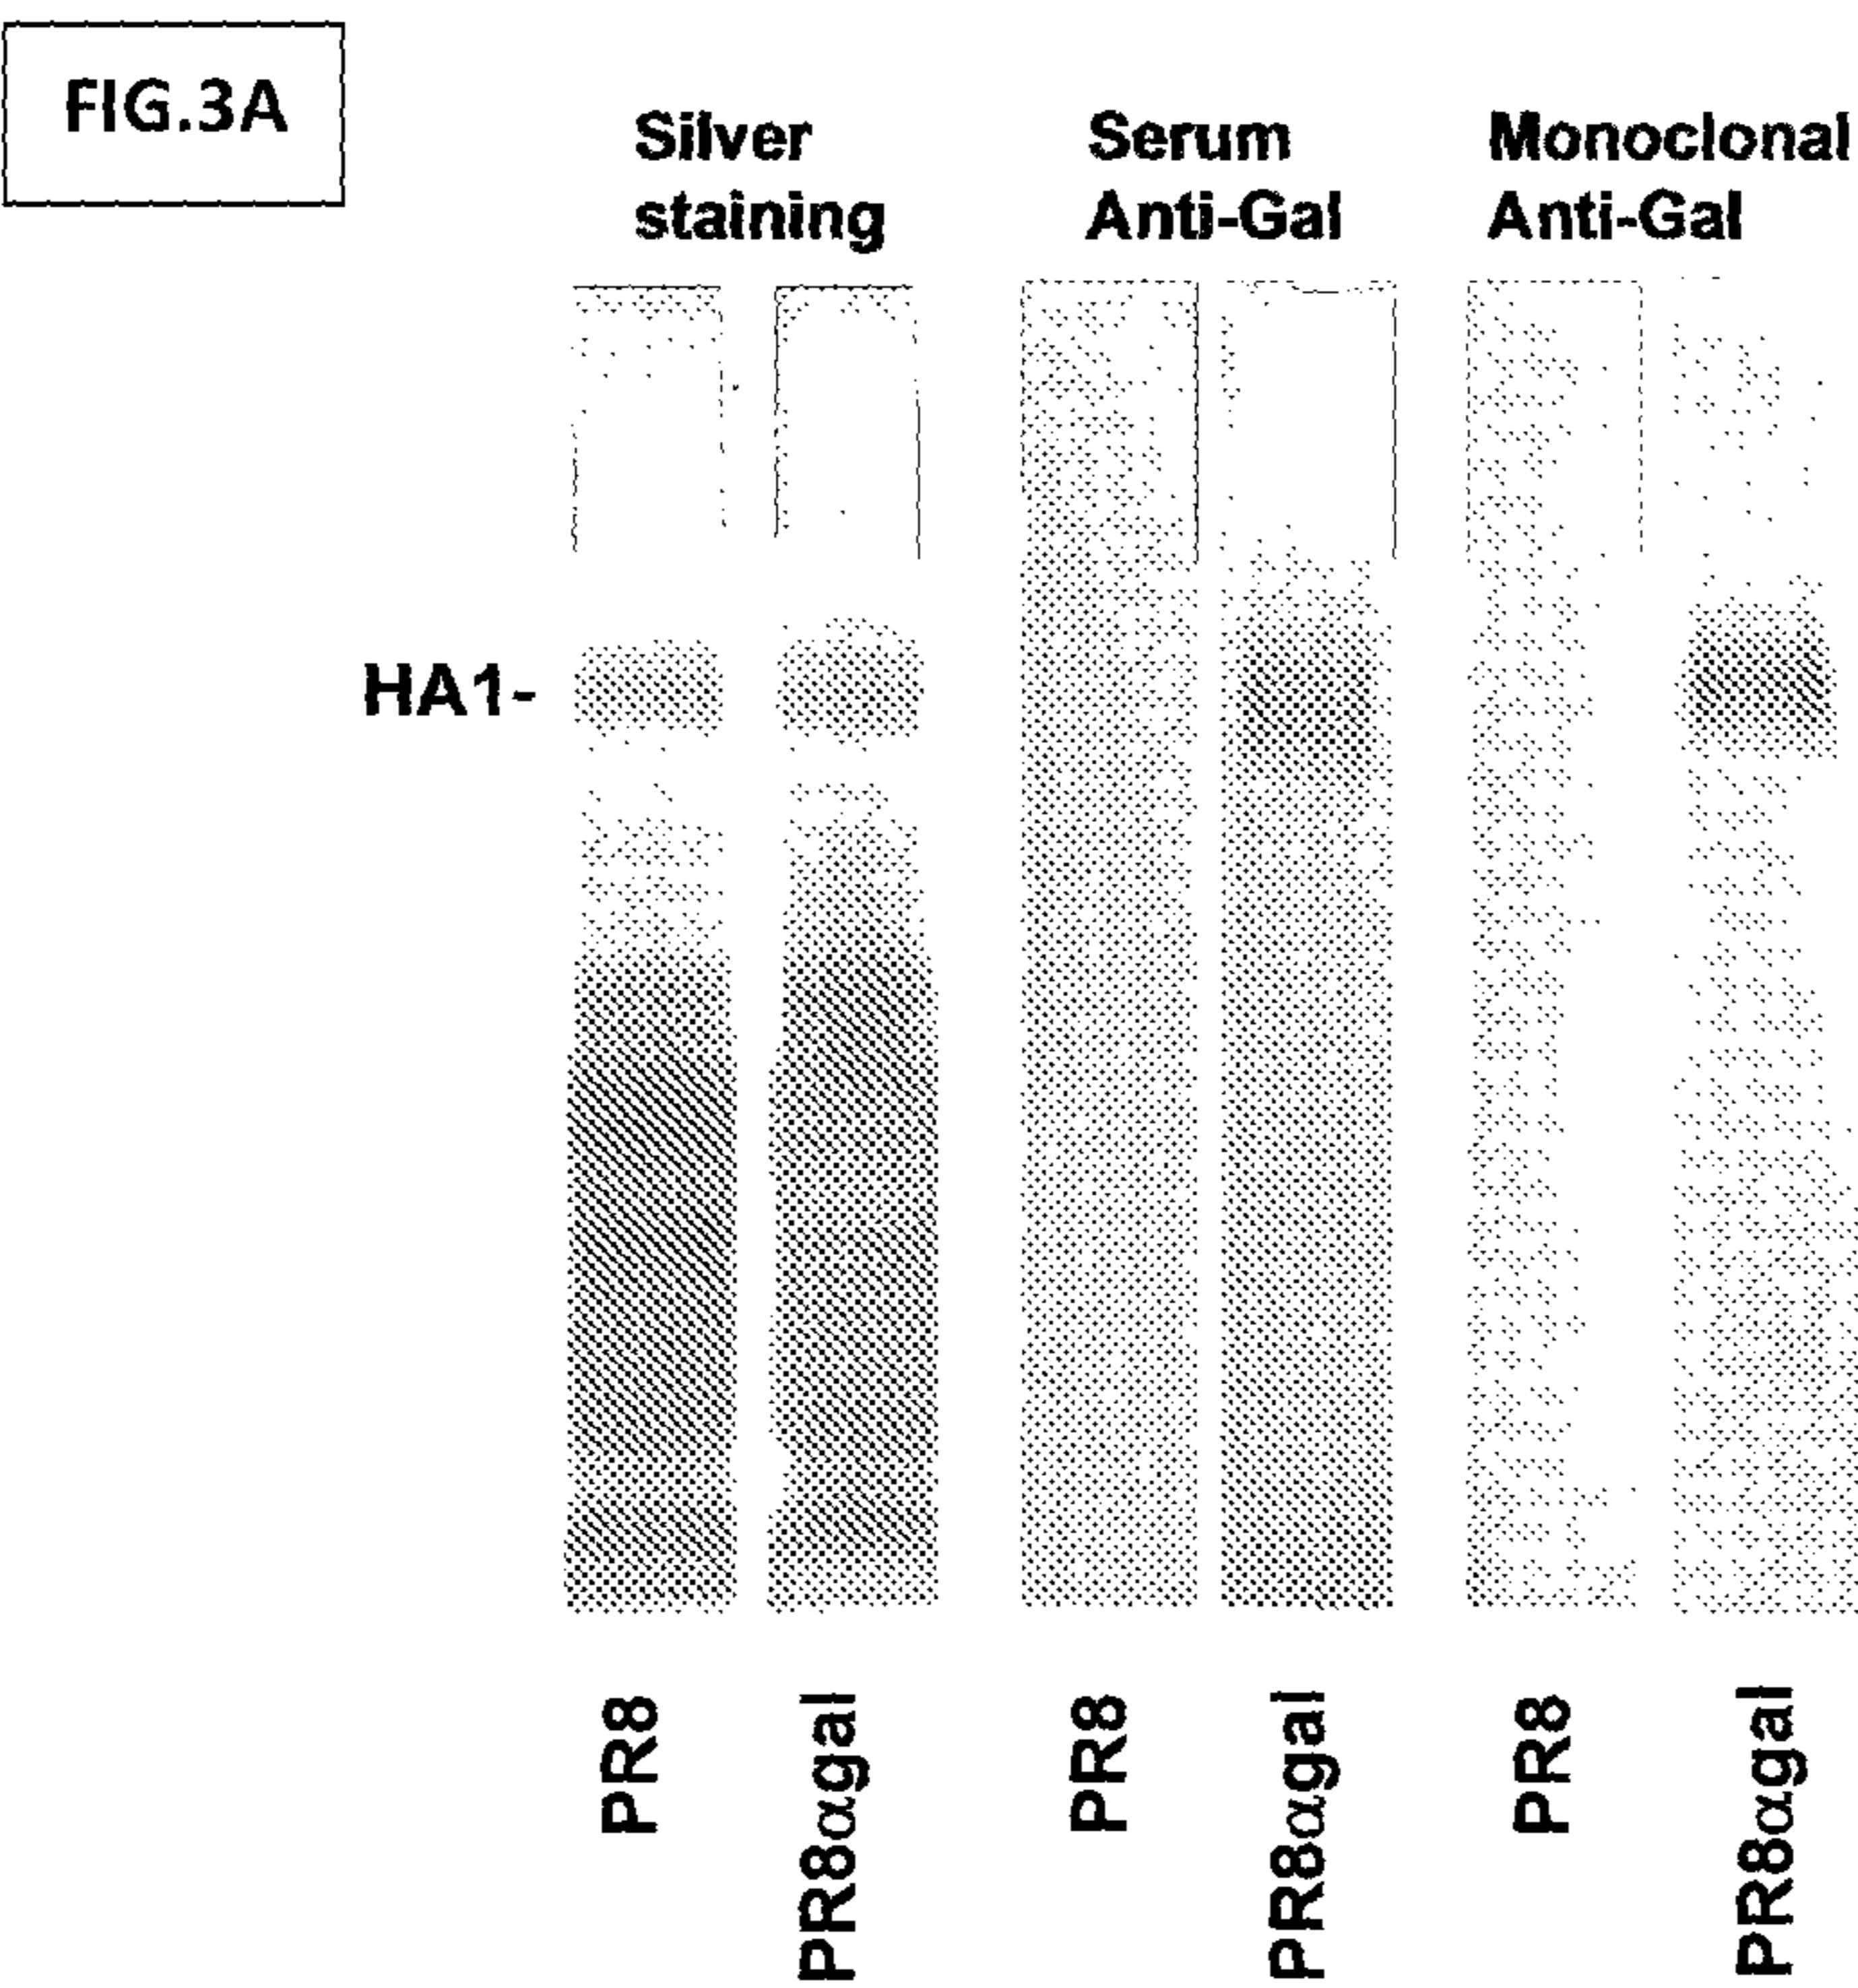 FIG.3A
Silver
staining
Serum
Anti-Gal
Monoclonal
Anti-Gal
HA1-
PR8
PR8αgal
PR8
PR8αgal
PR8
PR8αgal